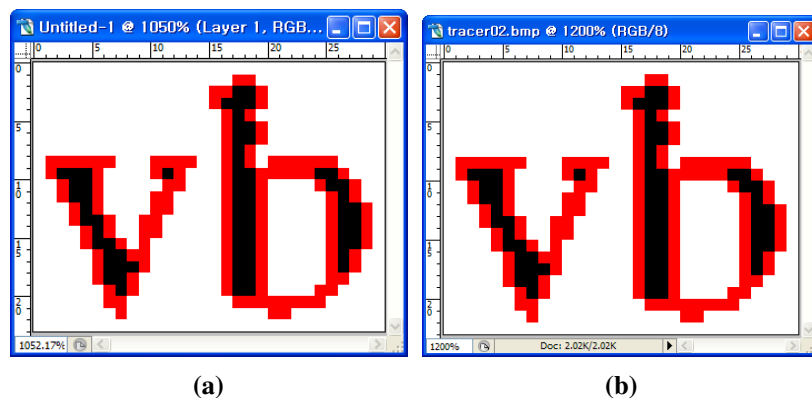 Untitled-1 @ 1050% (Layer 1, RGB...
0 5 10 15 20 25
0
5
10
15
20
vb
1052.17%
(a)
tracer02.bmp @ 1200% (RGB/8)
0 5 10 15 20 25
0
5
10
15
20
vb
1200%
Doc: 2.02K/2.02K
(b)